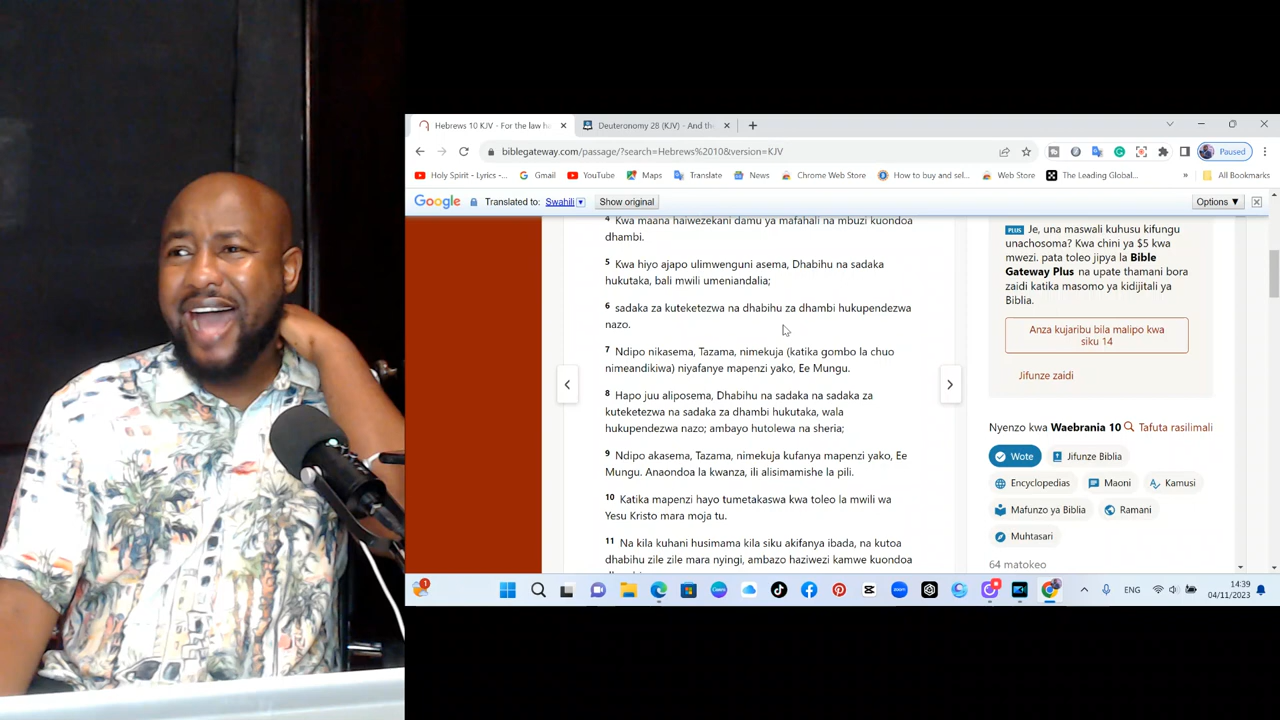 Hebrews 10 KJV - For the law ha
Deuteronomy 28 (KJV) - And the
biblegateway.com/passage/?search=Hebrews%2010&version=KJV
Paused
Holy Spirit - Lyrics -...
Gmail
YouTube
Maps
Translate
News
Chrome Web Store
How to buy and sel...
Web Store
The Leading Global...
»
All Bookmarks
Google
Translated to: Swahili
Show original
Options ▼
4 Kwa maana haiwezekani damu ya mafahali na mbuzi kuondoa
dhambi.
5 Kwa hiyo ajapo ulimwenguni asema, Dhabihu na sadaka
hukutaka, bali mwili umeniandalia;
6 sadaka za kuteketezwa na dhabihu za dhambi hukupendezwa
nazo.
7 Ndipo nikasema, Tazama, nimekuja (katika gombo la chuo
nimeandikiwa) niyafanye mapenzi yako, Ee Mungu.
8 Hapo juu aliposema, Dhabihu na sadaka na sadaka za
kuteketezwa na sadaka za dhambi hukutaka, wala
hukupendezwa nazo; ambayo hutolewa na sheria;
9 Ndipo akasema, Tazama, nimekuja kufanya mapenzi yako, Ee
Mungu. Anaondoa la kwanza, ili alisimamishe la pili.
10 Katika mapenzi hayo tumetakaswa kwa toleo la mwili wa
Yesu Kristo mara moja tu.
11 Na kila kuhani husimama kila siku akifanya ibada, na kutoa
dhabihu zile zile mara nyingi, ambazo haziwezi kamwe kuondoa
PLUS Je, una maswali kuhusu kifungu
unachosoma? Kwa chini ya $5 kwa
mwezi. pata toleo jipya la Bible
Gateway Plus na upate thamani bora
zaidi katika masomo ya kidijitali ya
Biblia.
Anza kujaribu bila malipo kwa
siku 14
Jifunze zaidi
Nyenzo kwa Waebrania 10
Tafuta rasilimali
Wote
Jifunze Biblia
Encyclopedias
Maoni
Kamusi
Mafunzo ya Biblia
Ramani
Muhtasari
64 matokeo
1
zoom
ENG
14:39
04/11/2023